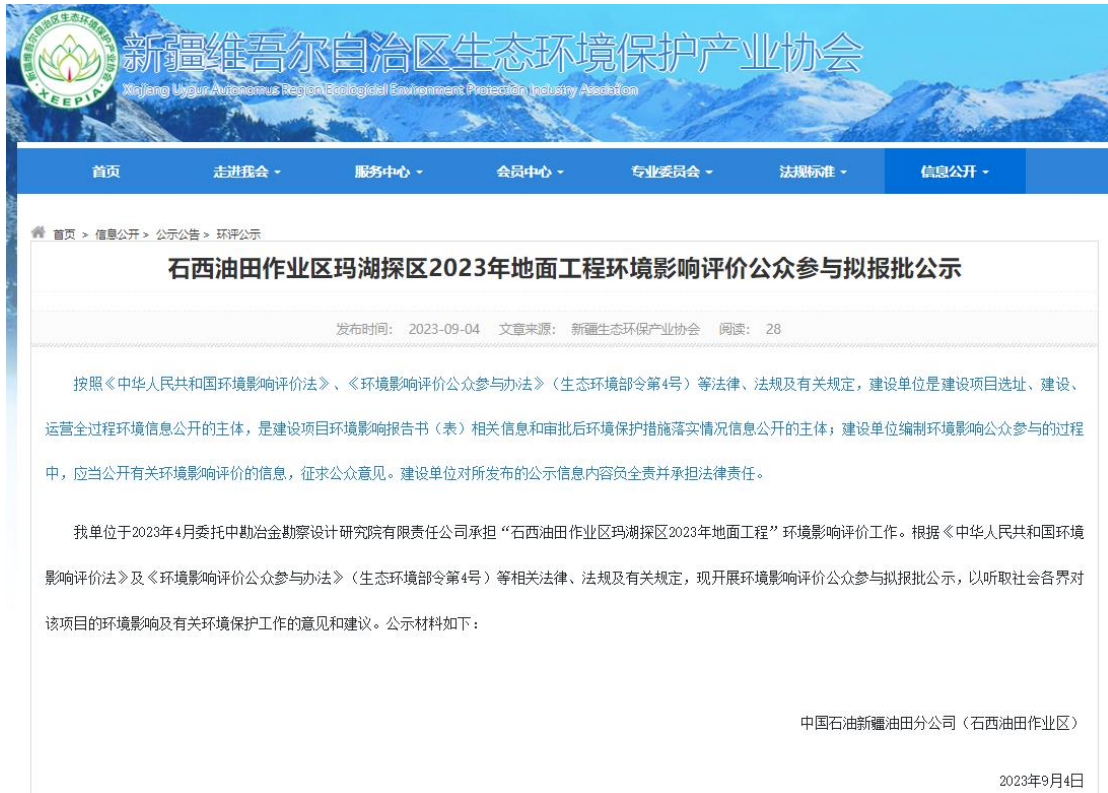 新疆维吾尔自治区生态环境保护产业协会
Xinjiang Uygur Autonomous Region Ecological Environment Protection Industry Association
XEEPIA
首页 走进我会 服务中心 会员中心 专业委员会 法规标准 信息公开
首页 > 信息公开 > 公示公告 > 环评公示
石西油田作业区玛湖探区2023年地面工程环境影响评价公众参与拟报批公示
发布时间： 2023-09-04 文章来源： 新疆生态环保产业协会 阅读： 28
按照《中华人民共和国环境影响评价法》、《环境影响评价公众参与办法》（生态环境部令第4号）等法律、法规及有关规定，建设单位是建设项目选址、建设、
运营全过程环境信息公开的主体，是建设项目环境影响报告书（表）相关信息和审批后环境保护措施落实情况信息公开的主体；建设单位编制环境影响公众参与的过程
中，应当公开有关环境影响评价的信息，征求公众意见。建设单位对所发布的公示信息内容负全责并承担法律责任。
我单位于2023年4月委托中勘冶金勘察设计研究院有限责任公司承担“石西油田作业区玛湖探区2023年地面工程”环境影响评价工作。根据《中华人民共和国环境
影响评价法》及《环境影响评价公众参与办法》（生态环境部令第4号）等相关法律、法规及有关规定，现开展环境影响评价公众参与拟报批公示，以听取社会各界对
该项目的环境影响及有关环境保护工作的意见和建议。公示材料如下：
中国石油新疆油田分公司（石西油田作业区）
2023年9月4日